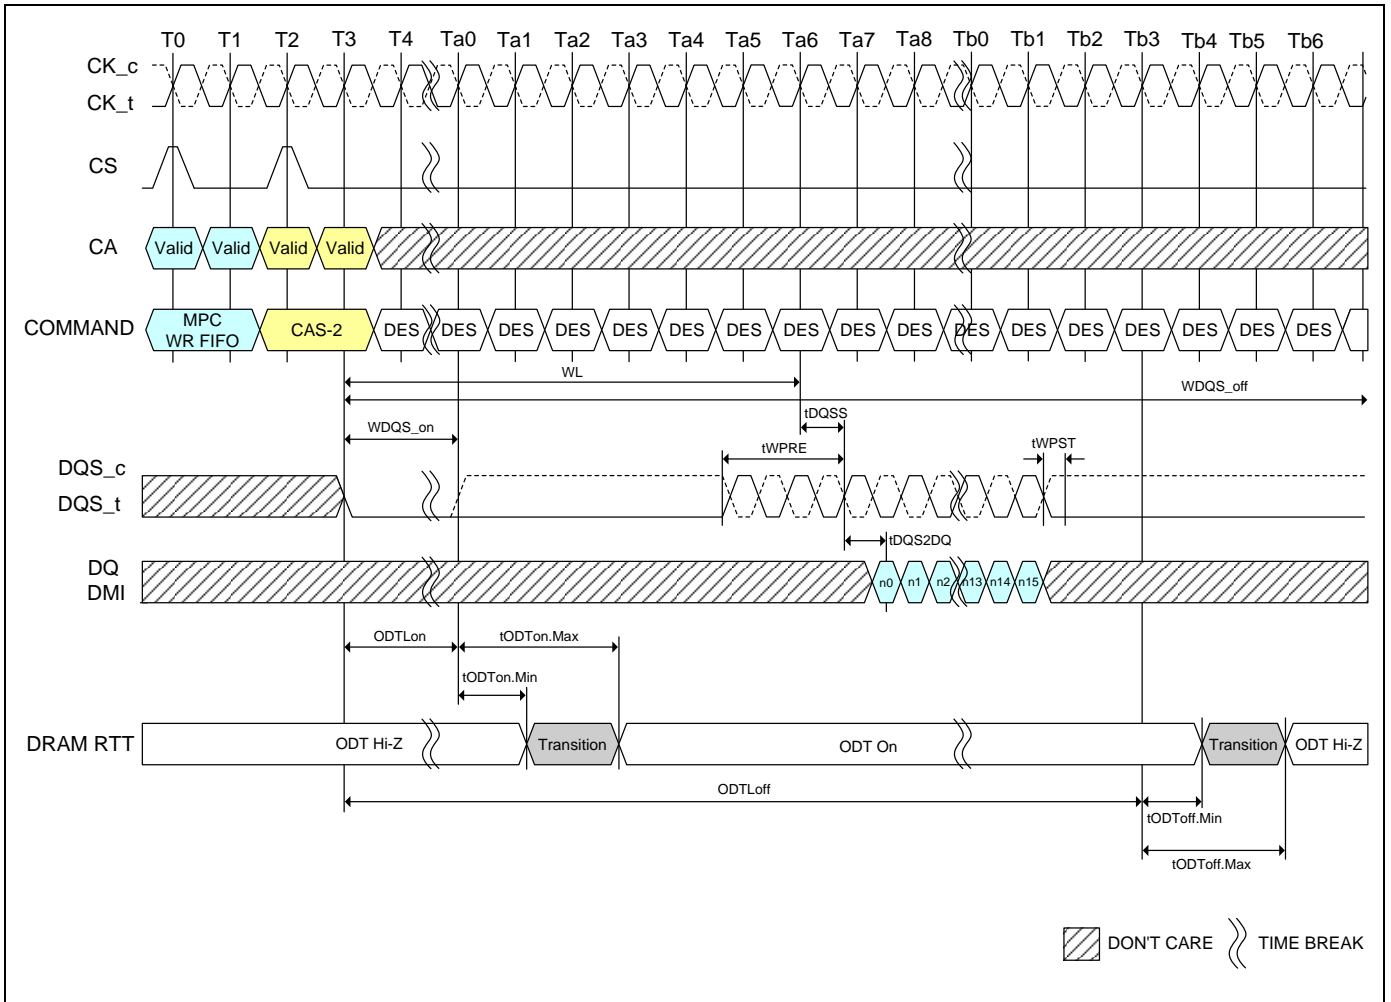 T0 T1 T2 T3 T4 Ta0 Ta1 Ta2 Ta3 Ta4 Ta5 Ta6 Ta7 Ta8 Tb0 Tb1 Tb2 Tb3 Tb4 Tb5 Tb6
CK_c
CK_t
CS
CA Valid Valid Valid Valid
COMMAND MPC WR FIFO CAS-2 DES DES DES DES DES DES DES DES DES DES DES DES DES DES DES DES DES
WL
WDQS_off
tDQSS
WDQS_on
tWPRE
tWPST
DQS_c
DQS_t
tDQS2DQ
DQ
DMI
n0 n1 n2 n13 n14 n15
ODTLon
tODTon.Max
tODTon.Min
DRAM RTT ODT Hi-Z Transition ODT On Transition ODT Hi-Z
ODTLoff
tODToff.Min
tODToff.Max
DON'T CARE
TIME BREAK